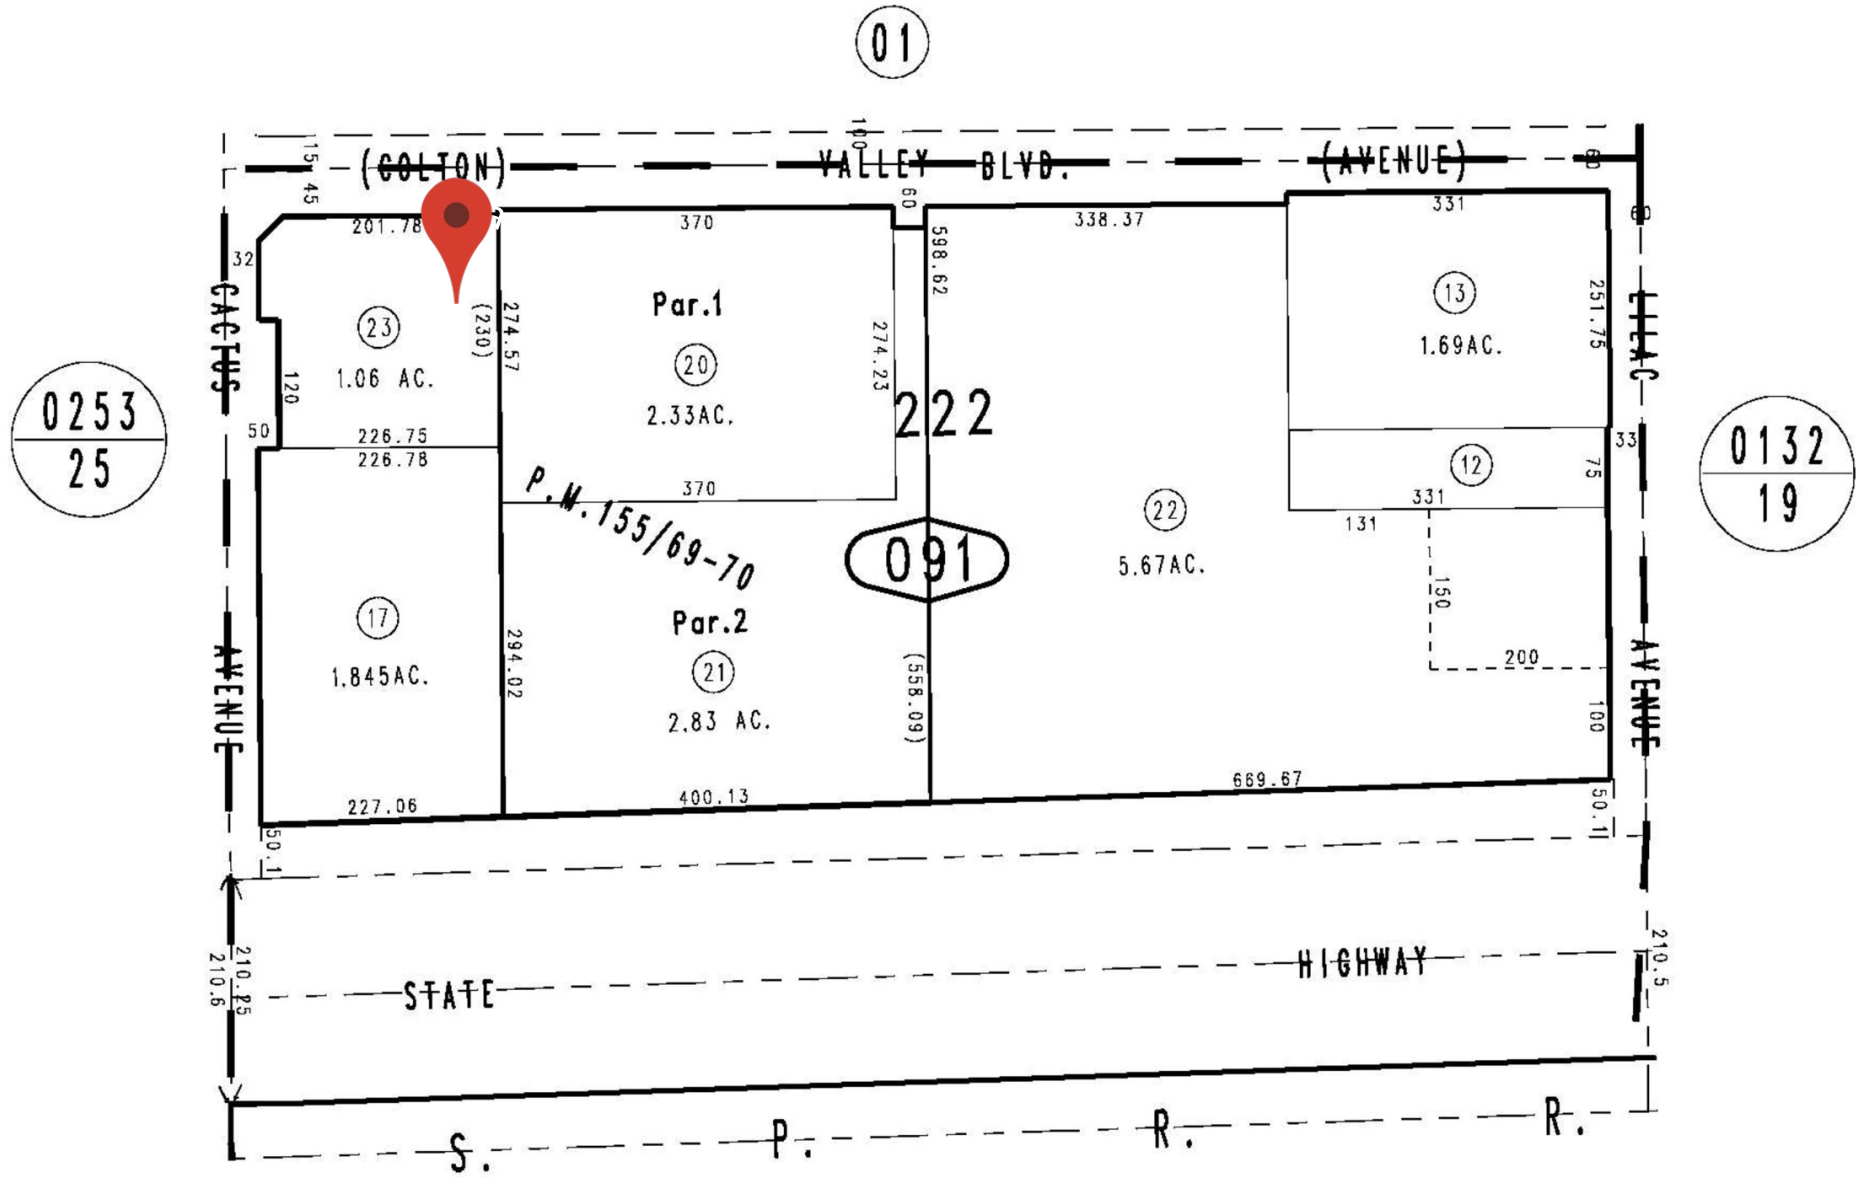 01
100
15
45
(COLTON)
VALLEY BLVD.
(AVENUE)
60
60
60
201.78
370
338.37
331
32
CACTUS
AVENUE
598.62
251.75
LILAC
AVENUE
23
1.06 AC.
(230)
274.57
Par.1
20
2.33AC.
274.23
222
13
1.69AC.
0253
25
120
50
226.75
226.78
370
P.M.155/69-70
33
12
75
331
131
0132
19
22
5.67AC.
091
150
200
17
1.845AC.
294.02
Par.2
21
2.83 AC.
(558.09)
100
227.06
400.13
669.67
50.1
50.1
210.25
210.6
210.5
STATE
HIGHWAY
S. P. R. R.